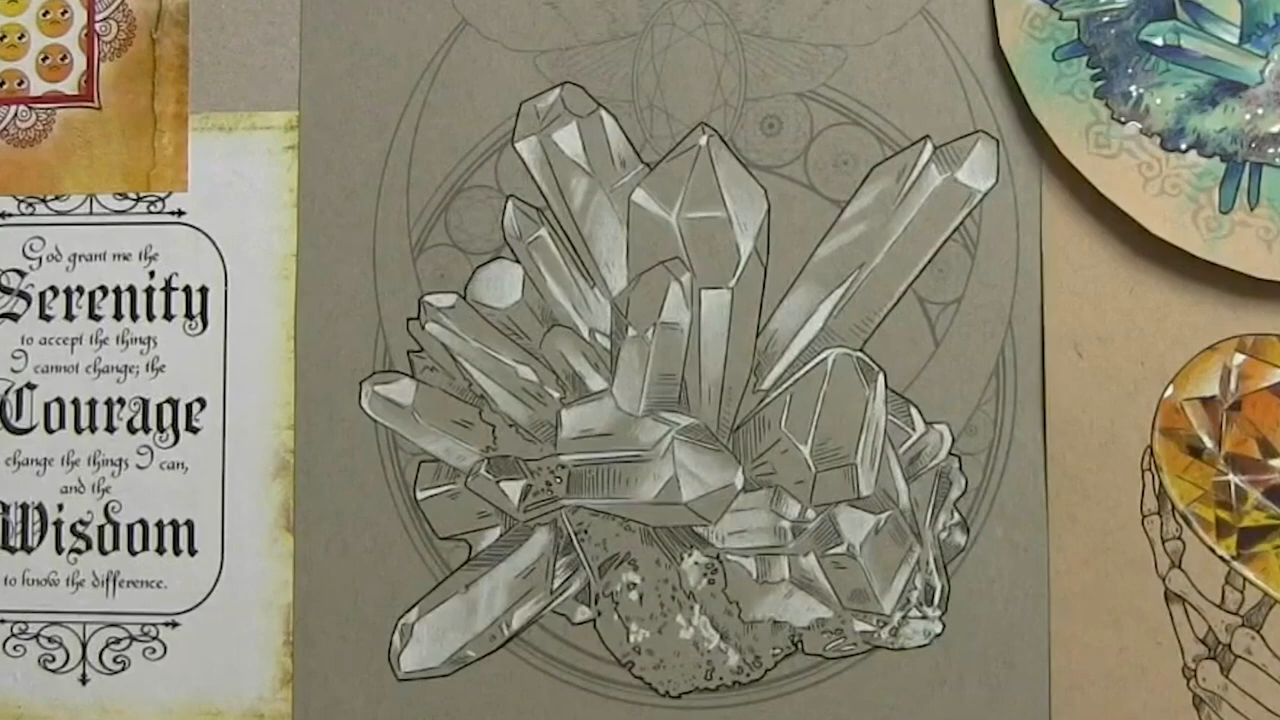 God grant me the
Serenity
to accept the things
I cannot change; the
Courage
change the things I can,
and the
Wisdom
to know the difference.